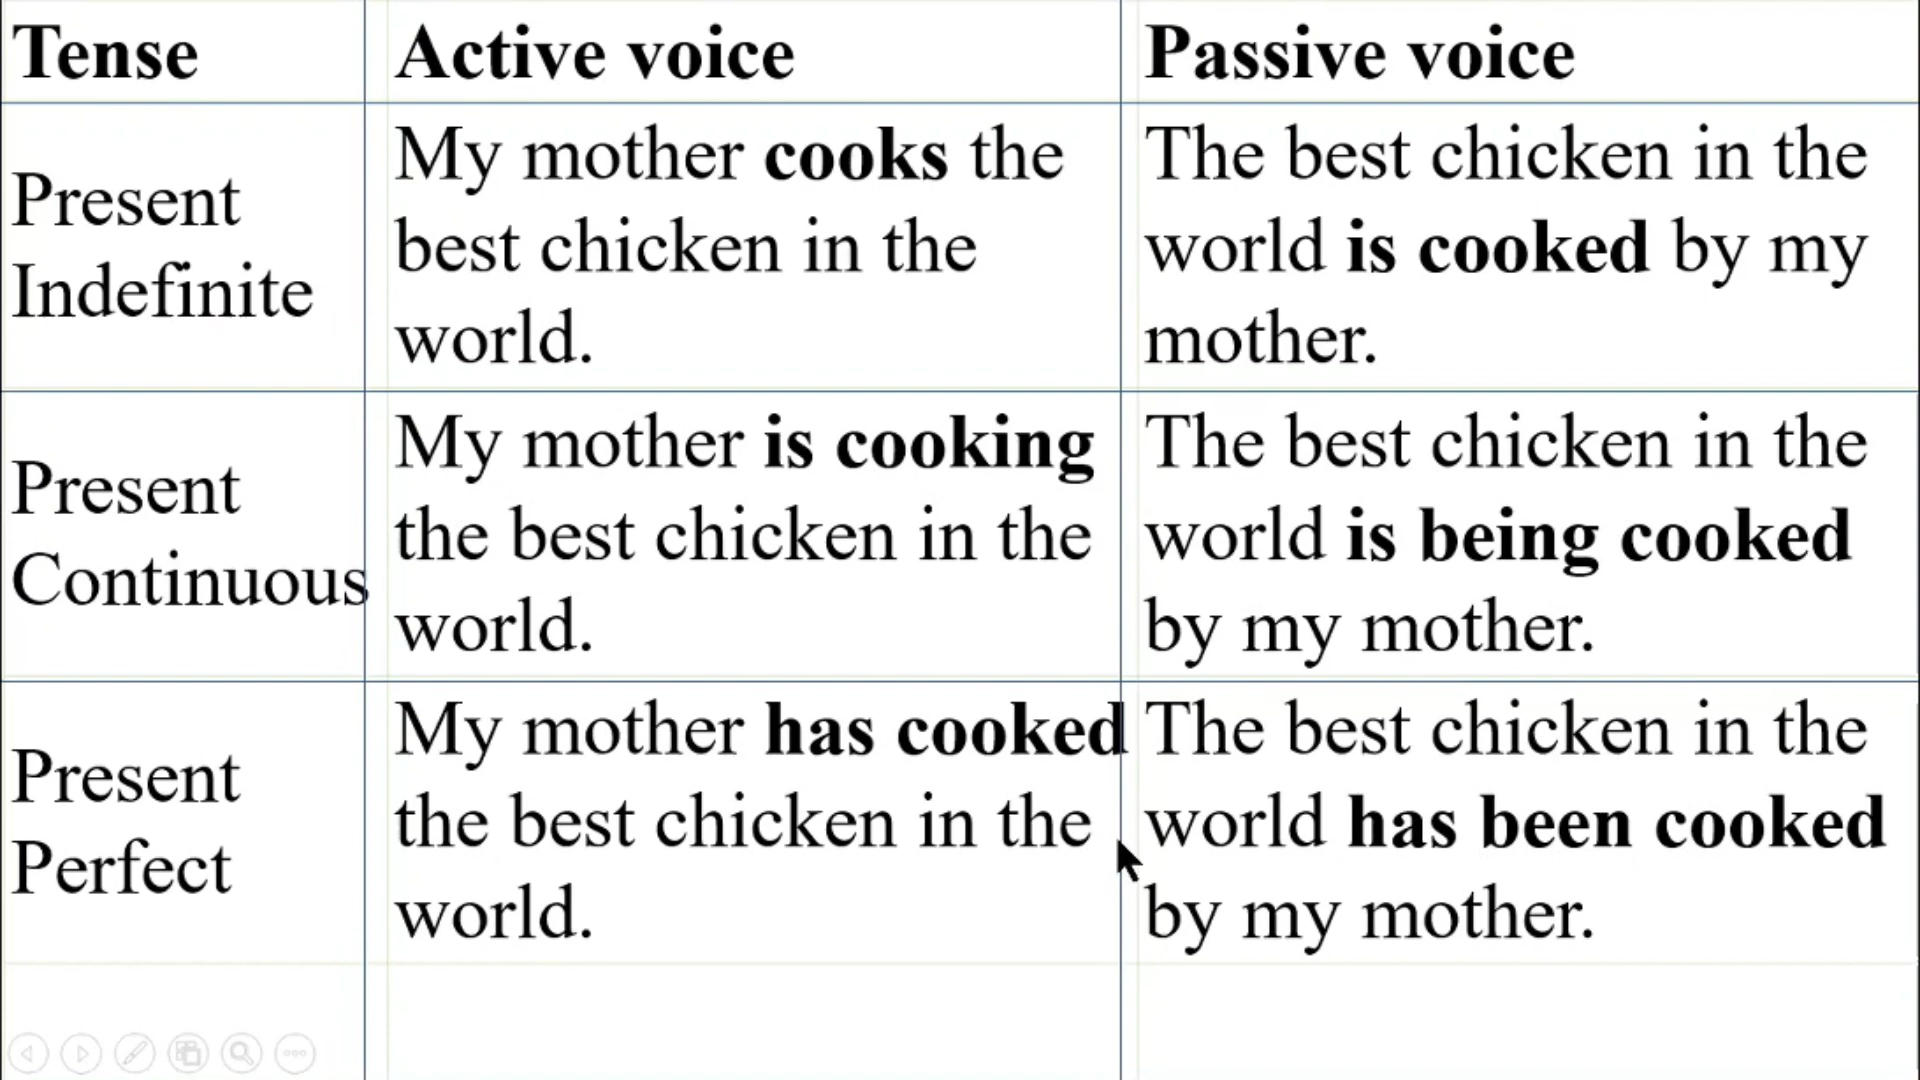 Tense
Active voice
Passive voice
Present
Indefinite
My mother cooks the
best chicken in the
world.
The best chicken in the
world is cooked by my
mother.
Present
Continuous
My mother is cooking
the best chicken in the
world.
The best chicken in the
world is being cooked
by my mother.
Present
Perfect
My mother has cooked
the best chicken in the
world.
The best chicken in the
world has been cooked
by my mother.